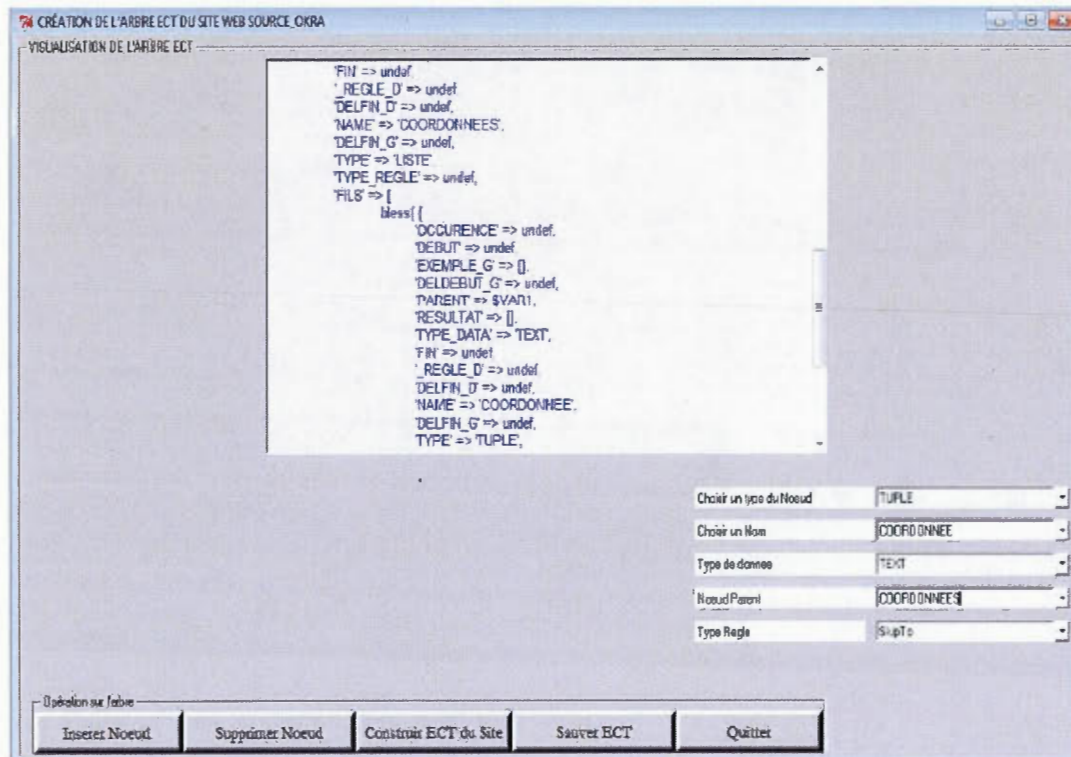 CRÉATION DE L'ARBRE ECT DU SITE WEB SOURCE_OKRA
VISUALISATION DE L'ARBRE ECT
'FIN' => undef,
'_REGLE_D' => undef,
'DELFIN_D' => undef,
'NAME' => 'COORDONNEES',
'DELFIN_G' => undef,
'TYPE' => 'LISTE',
'TYPE_REGLE' => undef,
'FILS' => [
bless( {
'OCCURENCE' => undef,
'DEBUT' => undef,
'EXEMPLE_G' => [],
'DELDEBUT_G' => undef,
'PARENT' => $VAR1,
'RESULTAT' => [],
'TYPE_DATA' => 'TEXT',
'FIN' => undef,
'_REGLE_D' => undef,
'DELFIN_D' => undef,
'NAME' => 'COORDONNEE',
'DELFIN_G' => undef,
'TYPE' => 'TUPLE',
Choisir un type du Noeud TUPLE
Choisir un Nom COORDONNEE
Type de donnee TEXT
Noeud Parent COORDONNEES
Type Regle SkipTo
Opération sur l'arbre
Inserer Noeud Supprimer Noeud Construir ECT du Site Sauver ECT Quitter